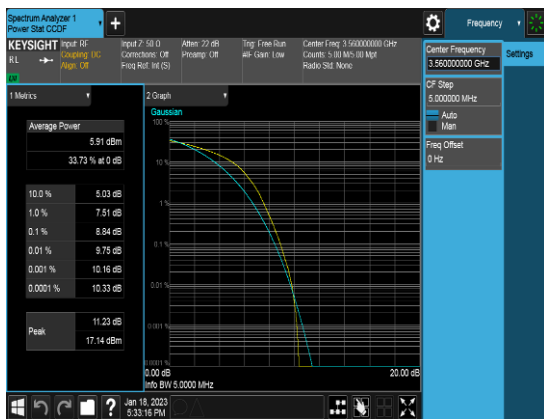 Spectrum Analyzer 1
Power Stat CCDF
+
Frequency
KEYSIGHT
RL
Input: RF
Coupling: DC
Align: Off
Input Z: 50 Ω
Corrections: Off
Freq Ref: Int (S)
Atten: 22 dB
Preamp: Off
Trig: Free Run
#IF Gain: Low
Center Freq: 3.560000000 GHz
Counts: 5.00 M/5.00 Mpt
Radio Std: None
Center Frequency
3.560000000 GHz
Settings
CF Step
5.000000 MHz
Auto
Man
Freq Offset
0 Hz
1 Metrics
Average Power
5.91 dBm
33.73 % at 0 dB
10.0 % 5.03 dB
1.0 % 7.51 dB
0.1 % 8.84 dB
0.01 % 9.75 dB
0.001 % 10.16 dB
0.0001 % 10.33 dB
Peak
11.23 dB
17.14 dBm
2 Graph
Gaussian
100 %
10 %
1 %
0.1 %
0.01 %
0.001 %
0.0001 %
0.00 dB
20.00 dB
Info BW 5.0000 MHz
?
Jan 18, 2023
5:33:16 PM